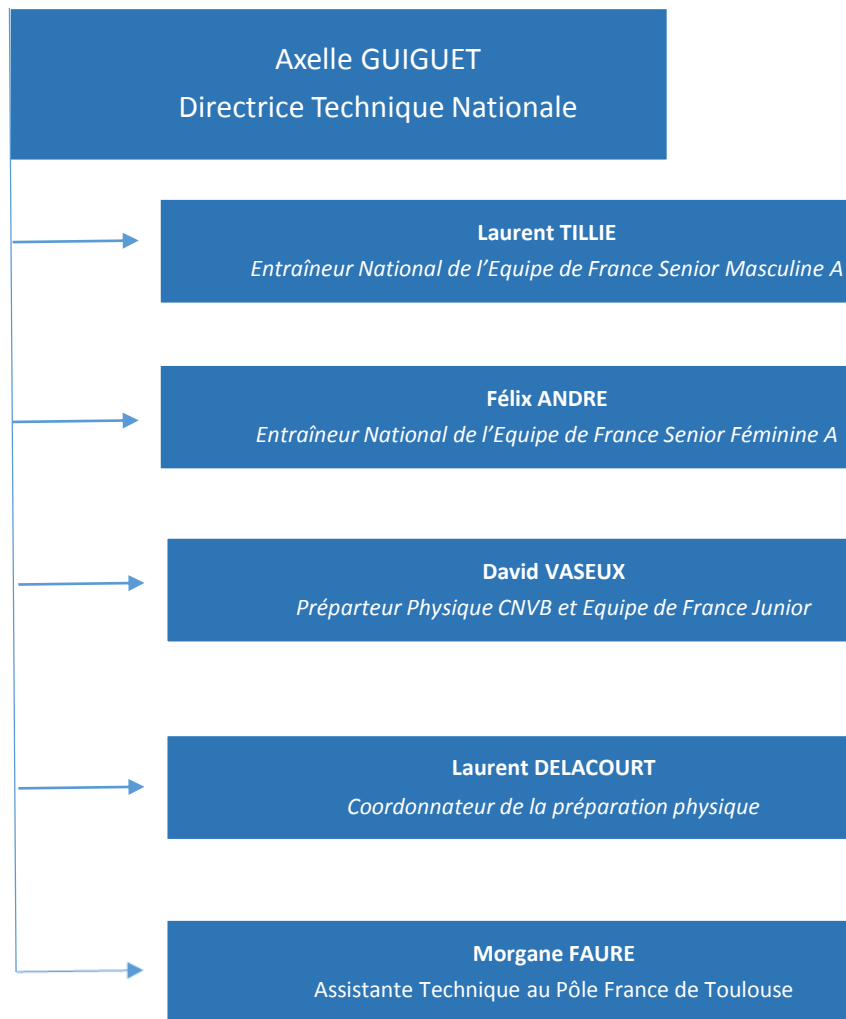 Axelle GUIGUET
Directrice Technique Nationale
Laurent TILLIE
Entraîneur National de l’Equipe de France Senior Masculine A
Félix ANDRE
Entraîneur National de l’Equipe de France Senior Féminine A
David VASEUX
Préparteur Physique CNVB et Equipe de France Junior
Laurent DELACOURT
Coordonnateur de la préparation physique
Morgane FAURE
Assistante Technique au Pôle France de Toulouse